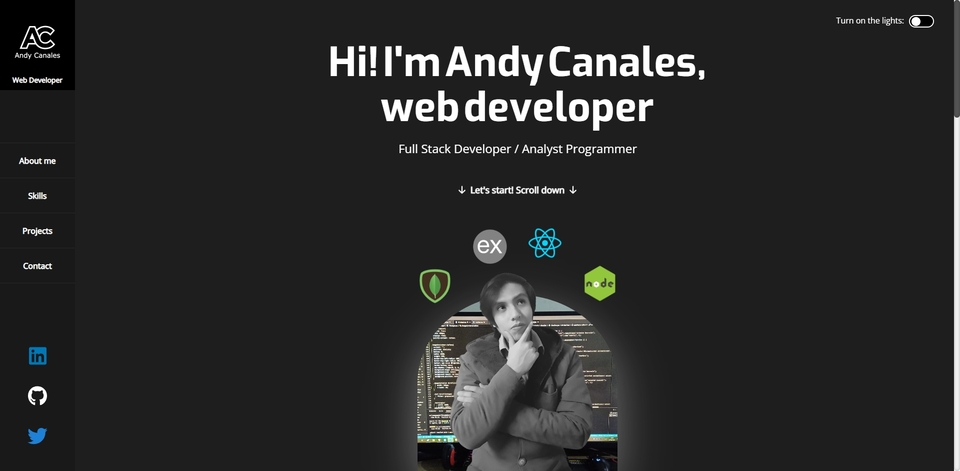 AC
Andy Canales
Web Developer
About me
Skills
Projects
Contact
Turn on the lights:
Hi! I'm Andy Canales,
web developer
Full Stack Developer / Analyst Programmer
↓ Let's start! Scroll down ↓
ex
node
in